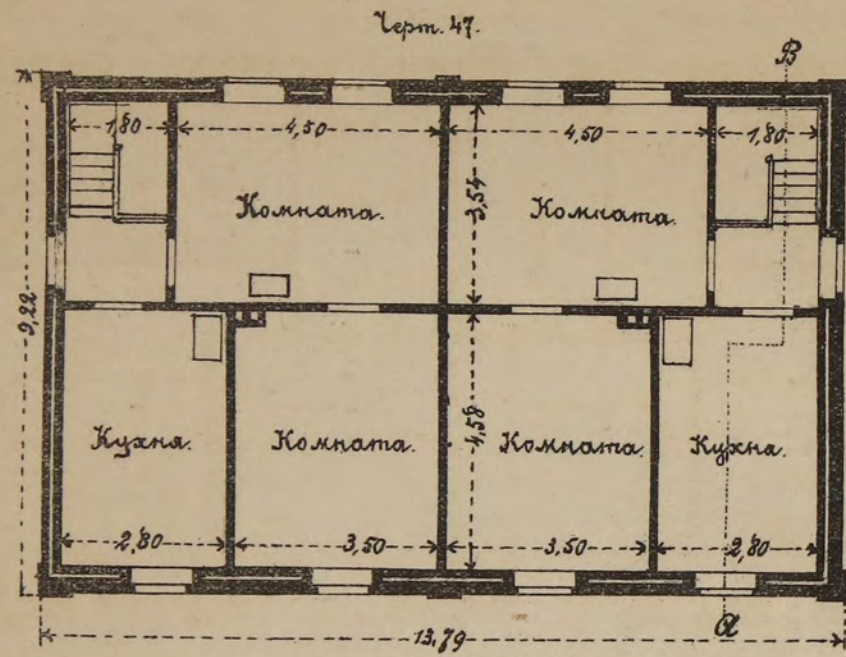 Черт. 47.
B
1,80 4,50 4,50 1,80
3,54
Комната. Комната.
9,22
4,58
Кухня. Комната. Комната. Кухня.
2,80 3,50 3,50 2,80
a
13,79